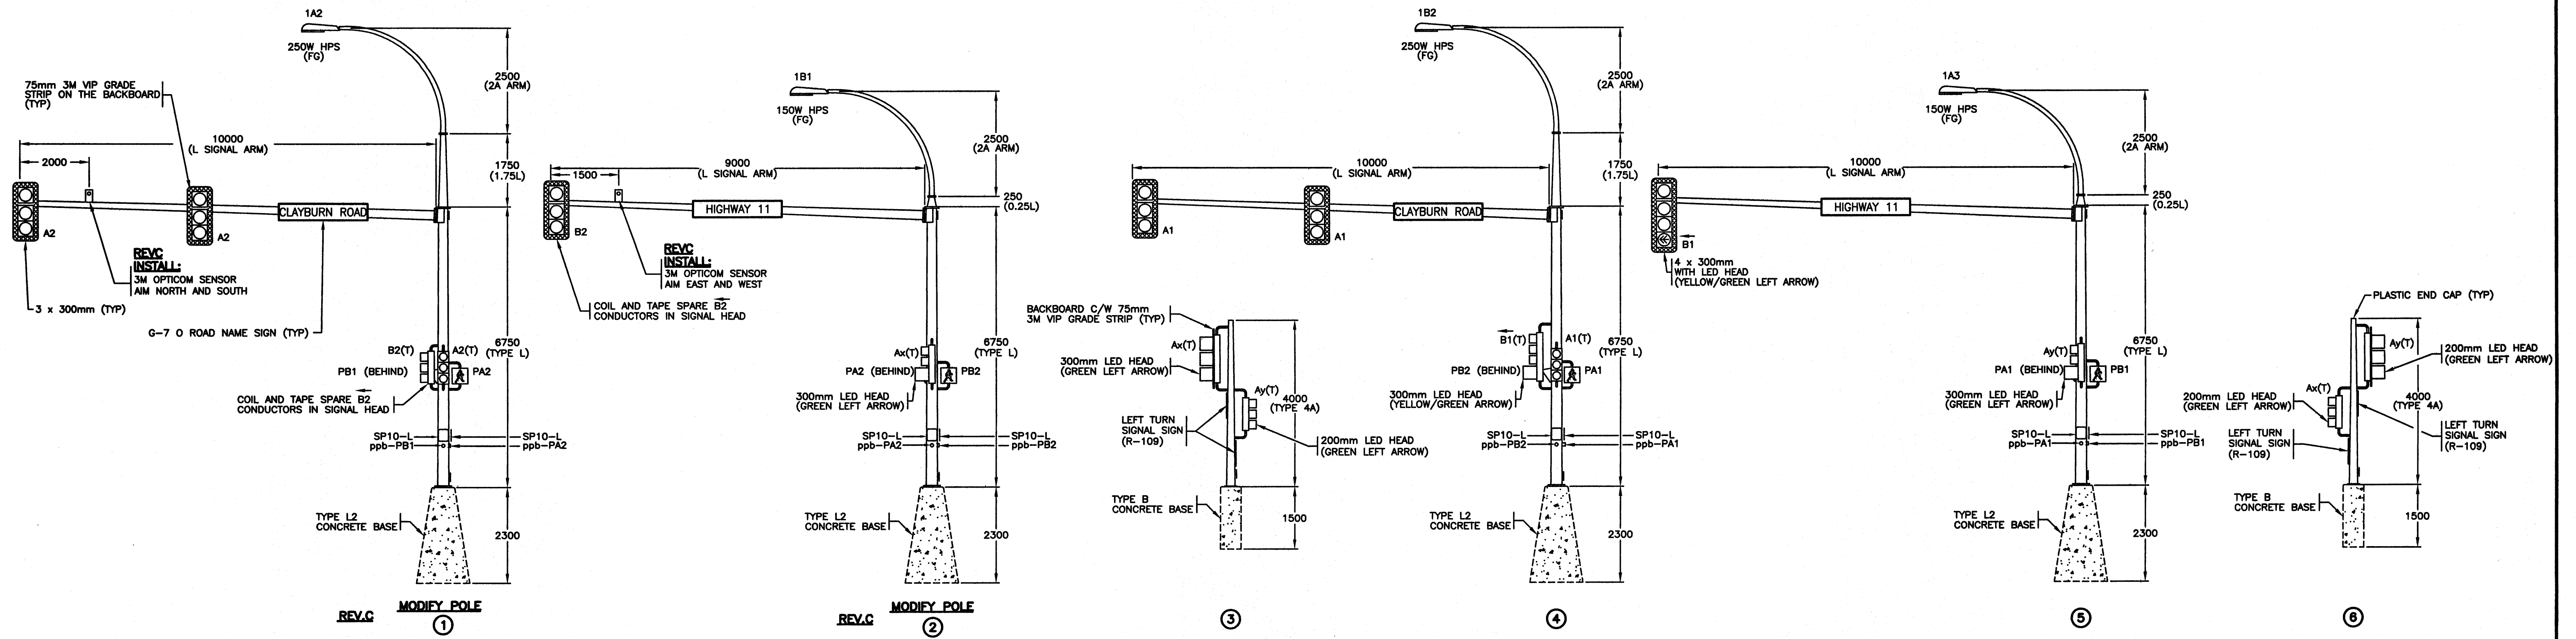 1A2
250W HPS
(FG)
75mm 3M VIP GRADE
STRIP ON THE BACKBOARD
(TYP)
2500
(2A ARM)
10000
(L SIGNAL ARM)
2000
1750
(1.75L)
CLAYBURN ROAD
A2
A2
REVC
INSTALL:
3M OPTICOM SENSOR
AIM NORTH AND SOUTH
3 x 300mm (TYP)
G-7 O ROAD NAME SIGN (TYP)
6750
(TYPE L)
B2(T)
A2(T)
PB1 (BEHIND)
PA2
COIL AND TAPE SPARE B2
CONDUCTORS IN SIGNAL HEAD
SP10-L
SP10-L
ppb-PB1
ppb-PA2
TYPE L2
CONCRETE BASE
2300
REV.C
MODIFY POLE
1
1B1
150W HPS
(FG)
2500
(2A ARM)
9000
(L SIGNAL ARM)
1500
250
(0.25L)
HIGHWAY 11
B2
REVC
INSTALL:
3M OPTICOM SENSOR
AIM EAST AND WEST
COIL AND TAPE SPARE B2
CONDUCTORS IN SIGNAL HEAD
6750
(TYPE L)
Ax(T)
PA2 (BEHIND)
PB2
300mm LED HEAD
(GREEN LEFT ARROW)
SP10-L
SP10-L
ppb-PA2
ppb-PB2
TYPE L2
CONCRETE BASE
2300
REV.C
MODIFY POLE
2
BACKBOARD C/W 75mm
3M VIP GRADE STRIP (TYP)
Ax(T)
300mm LED HEAD
(GREEN LEFT ARROW)
Ay(T)
4000
(TYPE 4A)
LEFT TURN
SIGNAL SIGN
(R-109)
200mm LED HEAD
(GREEN LEFT ARROW)
TYPE B
CONCRETE BASE
1500
3
1B2
250W HPS
(FG)
2500
(2A ARM)
10000
(L SIGNAL ARM)
1750
(1.75L)
CLAYBURN ROAD
A1
A1
6750
(TYPE L)
B1(T)
A1(T)
PB2 (BEHIND)
PA1
300mm LED HEAD
(YELLOW/GREEN ARROW)
SP10-L
SP10-L
ppb-PB2
ppb-PA1
TYPE L2
CONCRETE BASE
2300
4
1A3
150W HPS
(FG)
2500
(2A ARM)
10000
(L SIGNAL ARM)
250
(0.25L)
HIGHWAY 11
B1
4 x 300mm
WITH LED HEAD
(YELLOW/GREEN LEFT ARROW)
6750
(TYPE L)
Ay(T)
PA1 (BEHIND)
PB1
300mm LED HEAD
(GREEN LEFT ARROW)
SP10-L
SP10-L
ppb-PA1
ppb-PB1
TYPE L2
CONCRETE BASE
2300
5
PLASTIC END CAP (TYP)
Ay(T)
200mm LED HEAD
(GREEN LEFT ARROW)
Ax(T)
200mm LED HEAD
(GREEN LEFT ARROW)
4000
(TYPE 4A)
LEFT TURN
SIGNAL SIGN
(R-109)
LEFT TURN
SIGNAL SIGN
(R-109)
TYPE B
CONCRETE BASE
1500
6